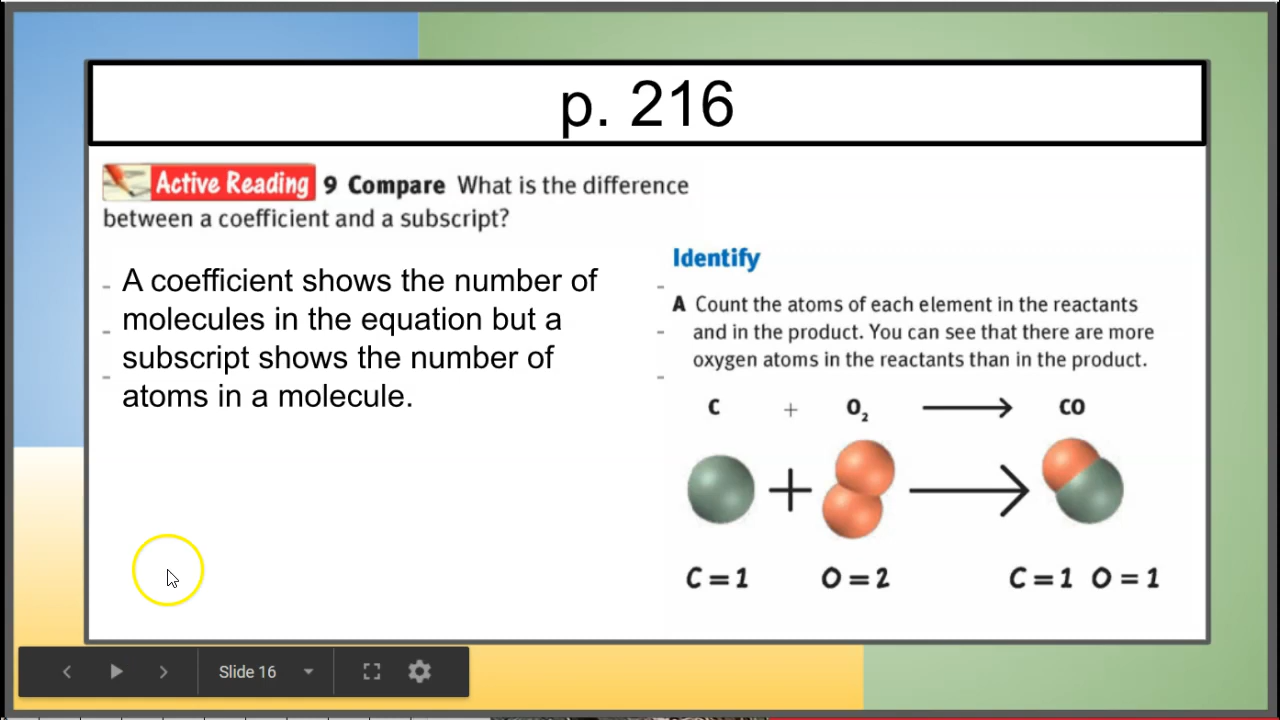 p. 216
Active Reading 9 Compare What is the difference
between a coefficient and a subscript?
A coefficient shows the number of
molecules in the equation but a
subscript shows the number of
atoms in a molecule.
Identify
A Count the atoms of each element in the reactants
and in the product. You can see that there are more
oxygen atoms in the reactants than in the product.
C + O₂ → CO
+ →
C = 1 O = 2 C = 1 O = 1
Slide 16